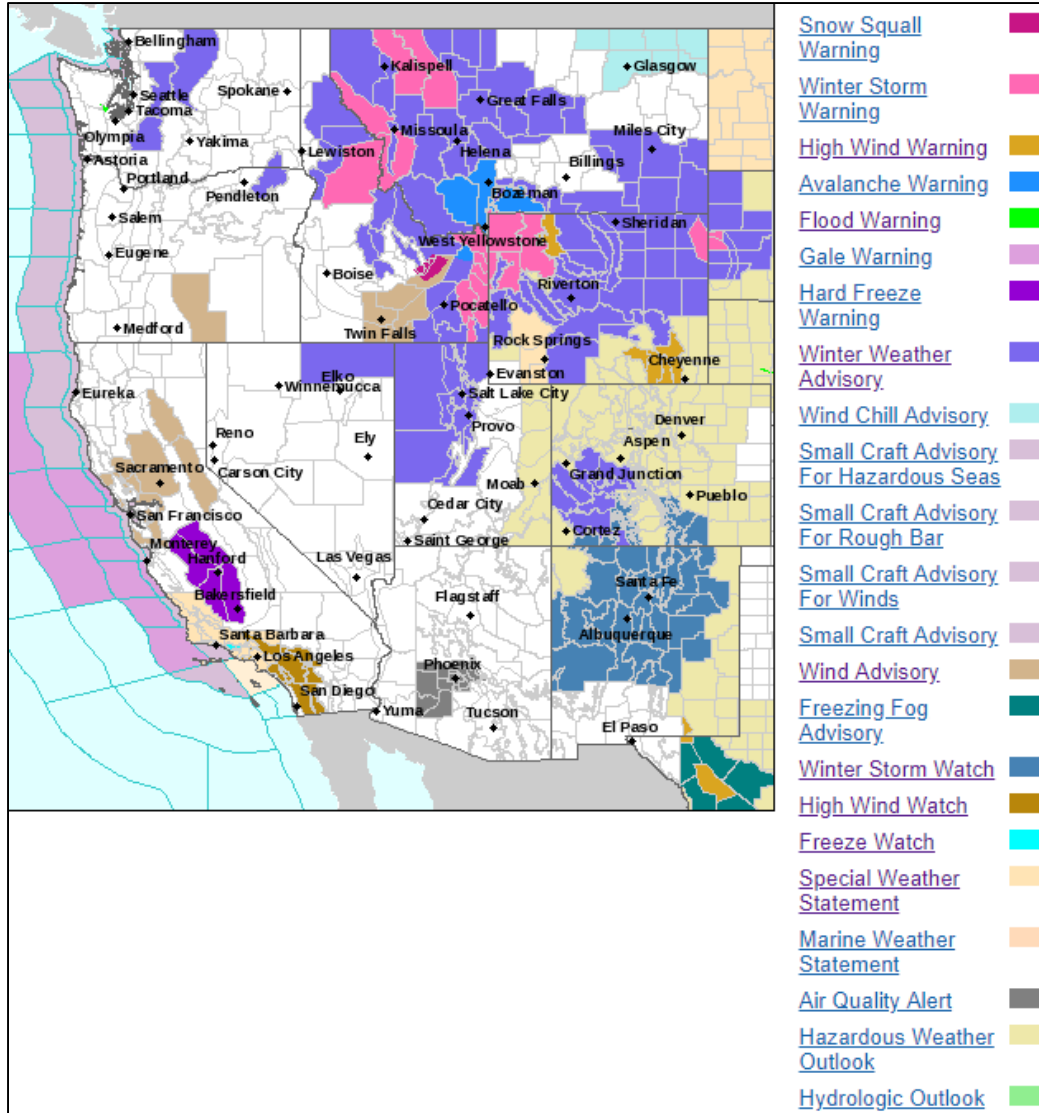 Bellingham
Kalispell
Glasgow
Seattle
Spokane
Great Falls
Tacoma
Olympia
Yakima
Missoula
Miles City
Helena
Lewiston
Billings
Astoria
Portland
Pendleton
Bozeman
Salem
Sheridan
West Yellowstone
Eugene
Boise
Riverton
Pocatello
Medford
Twin Falls
Rock Springs
Cheyenne
Evanston
Elko
Winnemucca
Eureka
Salt Lake City
Provo
Denver
Reno
Ely
Aspen
Sacramento
Carson City
Grand Junction
Moab
Pueblo
Cedar City
San Francisco
Cortez
Saint George
Monterey
Hanford
Las Vegas
Santa Fe
Bakersfield
Flagstaff
Albuquerque
Santa Barbara
Los Angeles
Phoenix
San Diego
Yuma
Tucson
El Paso
Snow Squall
Warning
Winter Storm
Warning
High Wind Warning
Avalanche Warning
Flood Warning
Gale Warning
Hard Freeze
Warning
Winter Weather
Advisory
Wind Chill Advisory
Small Craft Advisory
For Hazardous Seas
Small Craft Advisory
For Rough Bar
Small Craft Advisory
For Winds
Small Craft Advisory
Wind Advisory
Freezing Fog
Advisory
Winter Storm Watch
High Wind Watch
Freeze Watch
Special Weather
Statement
Marine Weather
Statement
Air Quality Alert
Hazardous Weather
Outlook
Hydrologic Outlook